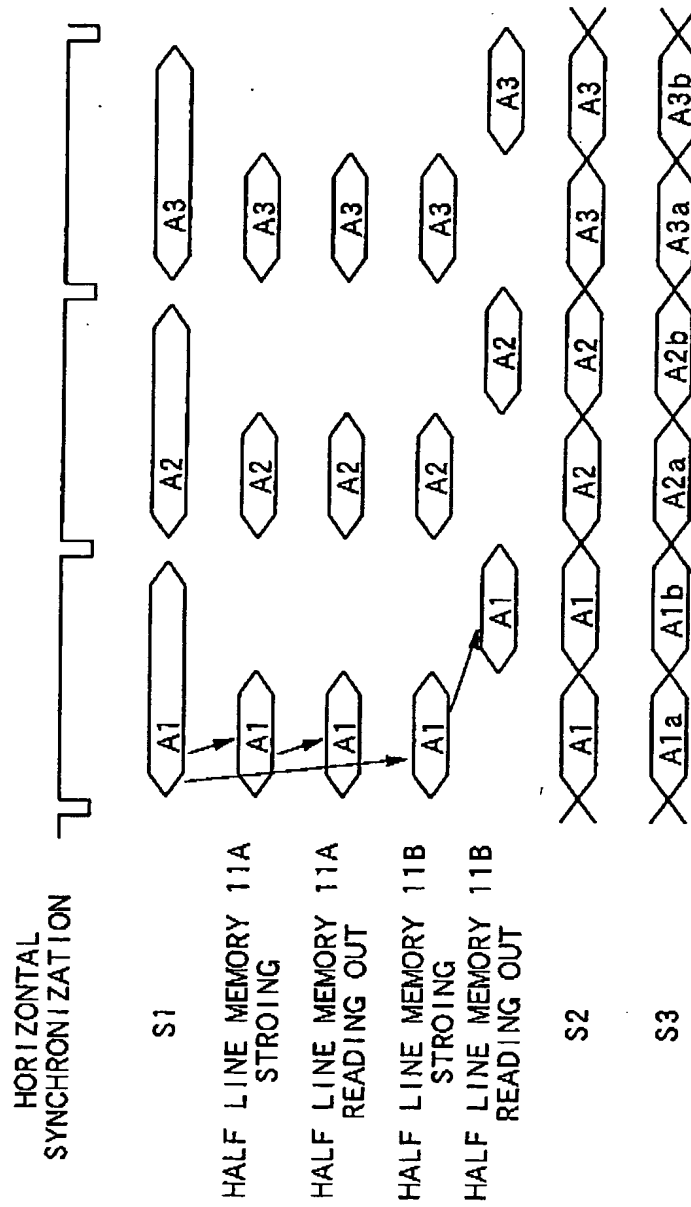 HORIZONTAL
SYNCHRONIZATION
S1
A1 A2 A3
HALF LINE MEMORY 11A
STROING
A1 A2 A3
HALF LINE MEMORY 11A
READING OUT
A1 A2 A3
HALF LINE MEMORY 11B
STROING
A1 A2 A3
HALF LINE MEMORY 11B
READING OUT
A1 A2 A3
S2
A1 A1 A2 A2 A3 A3
S3
A1a A1b A2a A2b A3a A3b